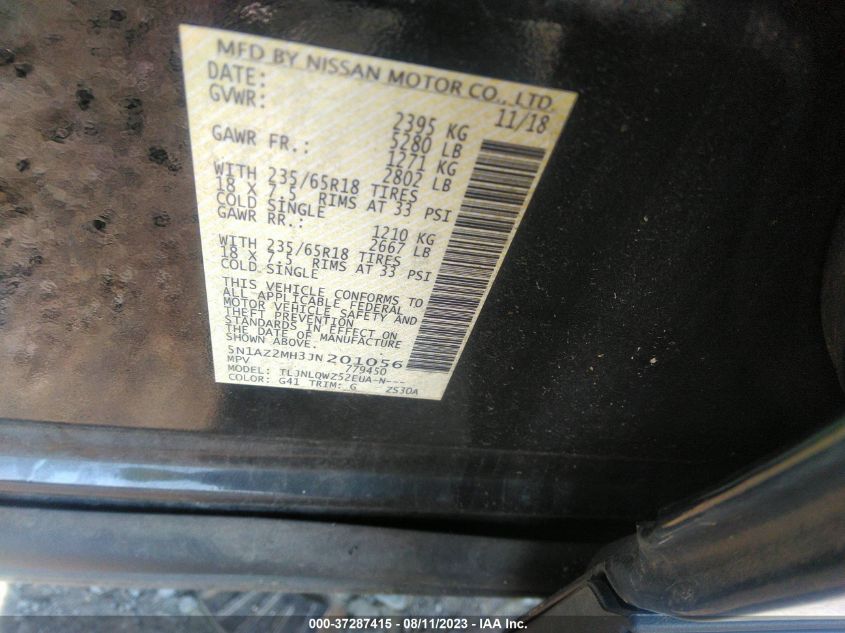 MFD BY NISSAN MOTOR CO., LTD.
DATE: 11/18
GVWR: 2395 KG
5280 LB
GAWR FR.: 1271 KG
2802 LB
WITH 235/65R18 TIRES
18 X 7.5 RIMS AT 33 PSI
COLD SINGLE
GAWR RR.: 1210 KG
2667 LB
WITH 235/65R18 TIRES
18 X 7.5 RIMS AT 33 PSI
COLD SINGLE
THIS VEHICLE CONFORMS TO
ALL APPLICABLE FEDERAL
MOTOR VEHICLE SAFETY AND
THEFT PREVENTION
STANDARDS IN EFFECT ON
THE DATE OF MANUFACTURE
SHOWN ABOVE.
5N1AZ2MH3JN201056
MPV 779450
MODEL: TLJNLQWZ52EUA-N---
COLOR: G41 TRIM: G ZS30A
000-37287415 - 08/11/2023 - IAA Inc.